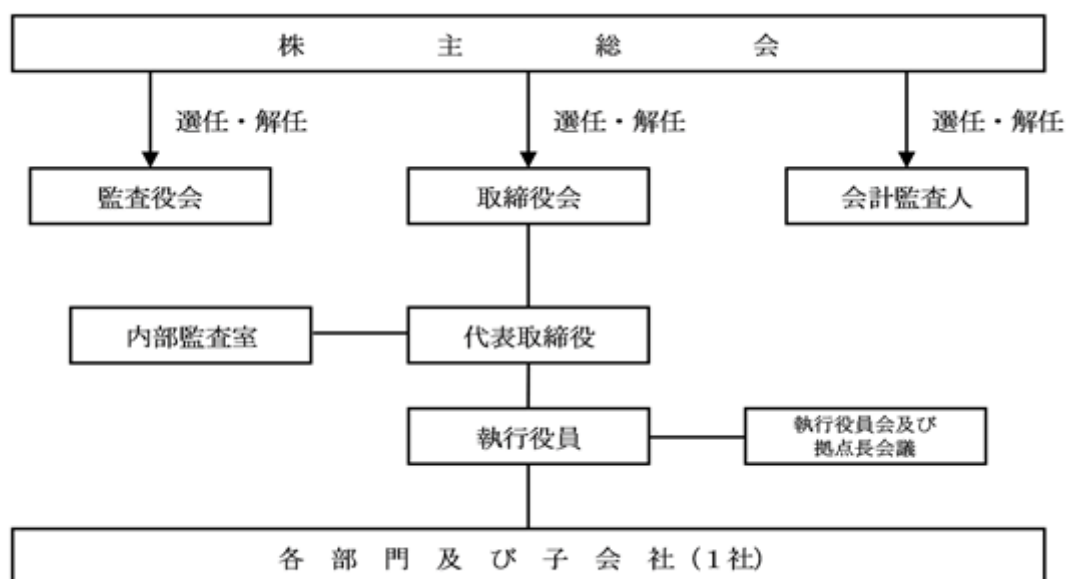 株主総会
選任・解任
選任・解任
選任・解任
監査役会
取締役会
会計監査人
内部監査室
代表取締役
執行役員
執行役員会及び
拠点長会議
各部門及び子会社(1社)